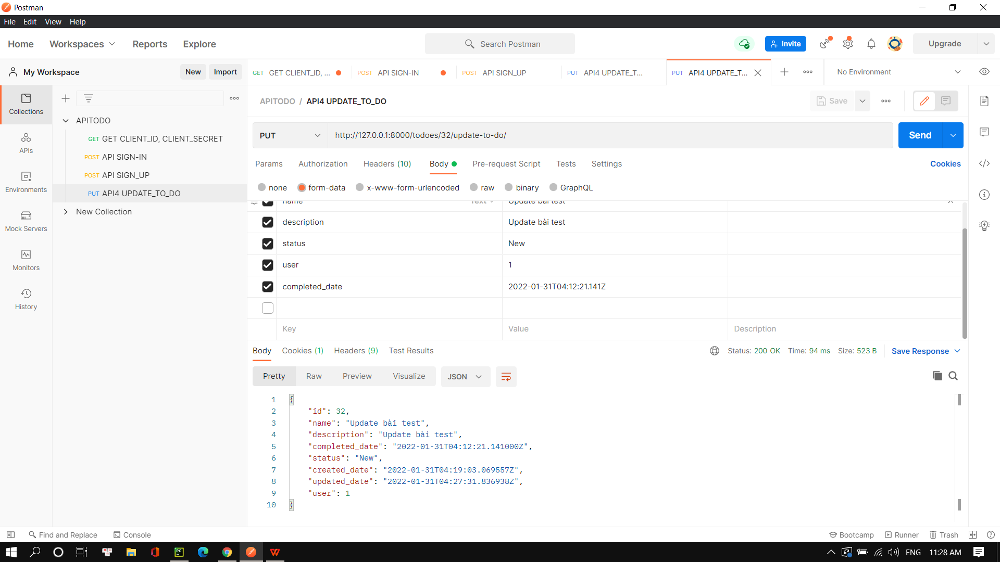 Postman
File Edit View Help
Home Workspaces Reports Explore
Search Postman
Invite
Upgrade
My Workspace
New Import
GET GET CLIENT_ID, ...
POST API SIGN-IN
POST API SIGN_UP
PUT API4 UPDATE_T...
PUT API4 UPDATE_T...
No Environment
Collections
APIs
Environments
Mock Servers
Monitors
History
APITODO
GET GET CLIENT_ID, CLIENT_SECRET
POST API SIGN-IN
POST API SIGN_UP
PUT API4 UPDATE_TO_DO
New Collection
APITODO / API4 UPDATE_TO_DO
Save
PUT http://127.0.0.1:8000/todoes/32/update-to-do/
Send
Params Authorization Headers (10) Body Pre-request Script Tests Settings
Cookies
none form-data x-www-form-urlencoded raw binary GraphQL
name Text Update bài test
description Update bài test
status New
user 1
completed_date 2022-01-31T04:12:21.141Z
Key Value Description
Body Cookies (1) Headers (9) Test Results
Status: 200 OK Time: 94 ms Size: 523 B Save Response
Pretty Raw Preview Visualize JSON
1 {
2 "id": 32,
3 "name": "Update bài test",
4 "description": "Update bài test",
5 "completed_date": "2022-01-31T04:12:21.141000Z",
6 "status": "New",
7 "created_date": "2022-01-31T04:19:03.069557Z",
8 "updated_date": "2022-01-31T04:27:31.836938Z",
9 "user": 1
10 }
Find and Replace Console
Bootcamp Runner Trash
PC
ENG 11:28 AM